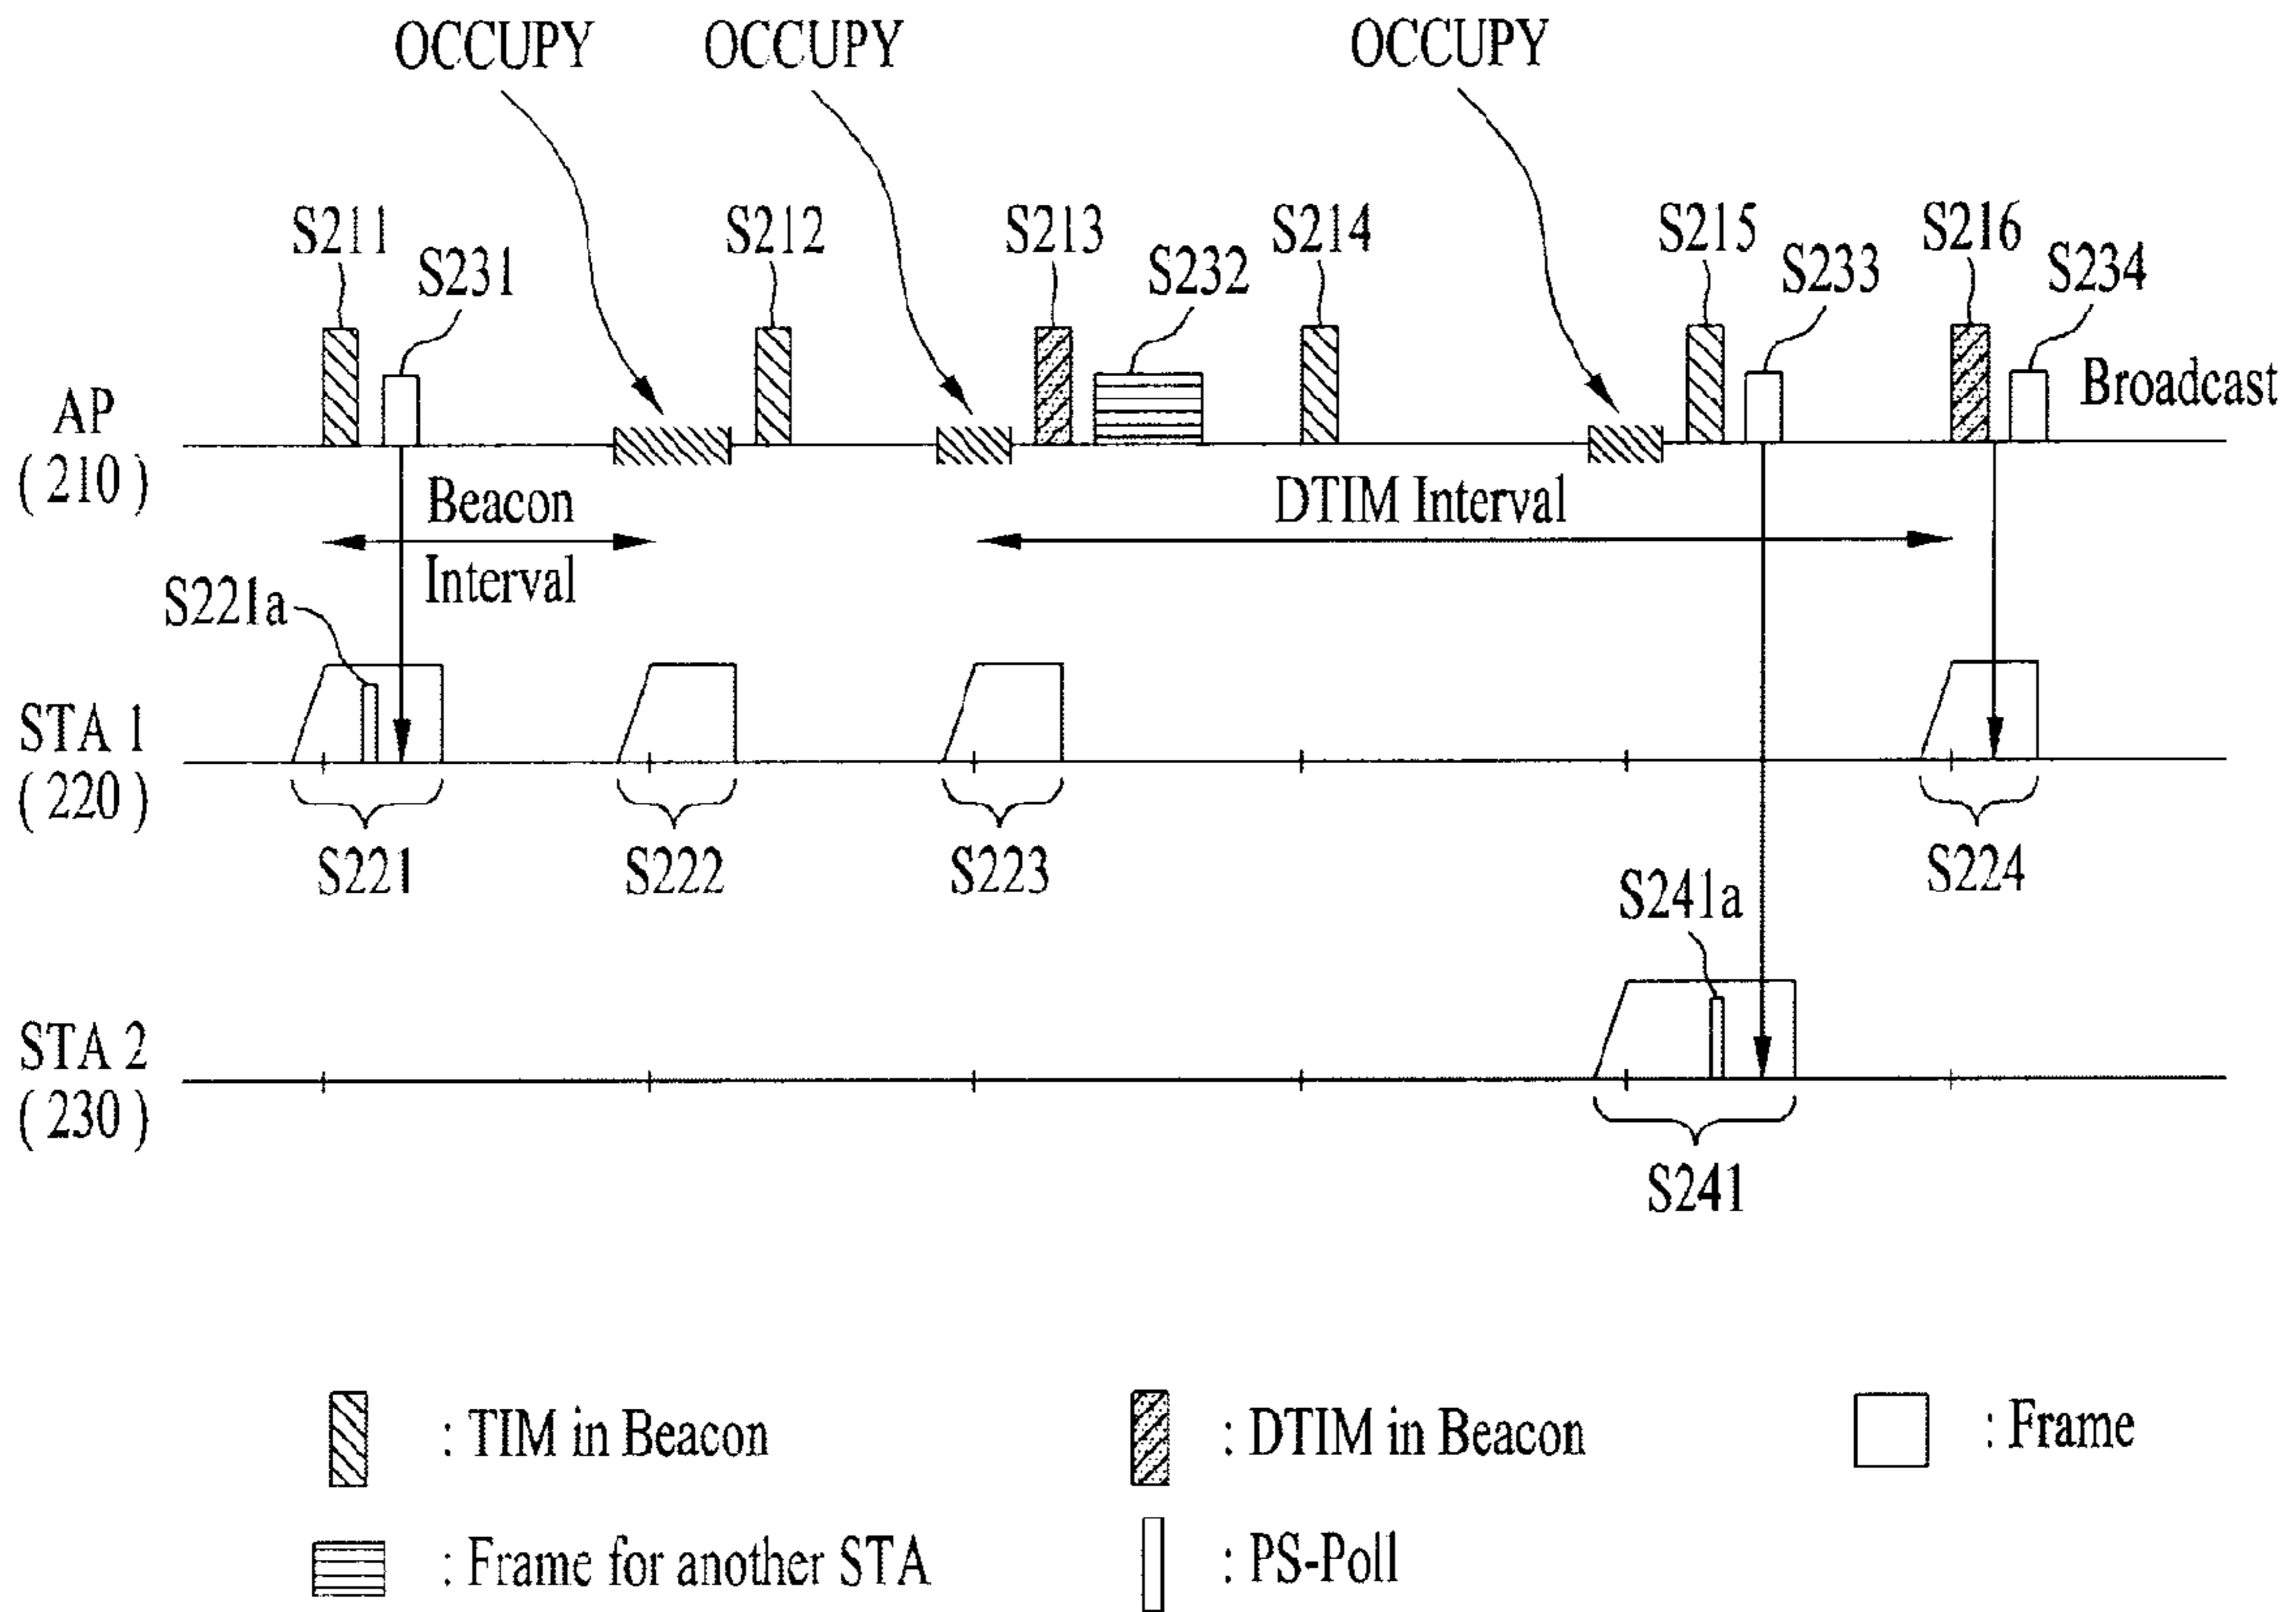 OCCUPY OCCUPY OCCUPY
S211 S212 S213 S214 S215 S216
S231 S232 S233 S234
AP
( 210 )
Broadcast
Beacon
Interval
DTIM Interval
S221a
STA 1
( 220 )
S221 S222 S223 S224
S241a
STA 2
( 230 )
S241
: TIM in Beacon
: DTIM in Beacon
: Frame
: Frame for another STA
: PS-Poll